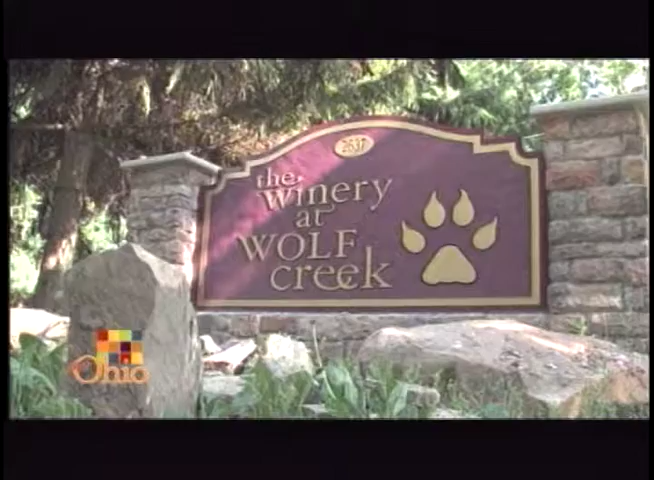 2637
the
winery
at
WOLF
creek
Ohio